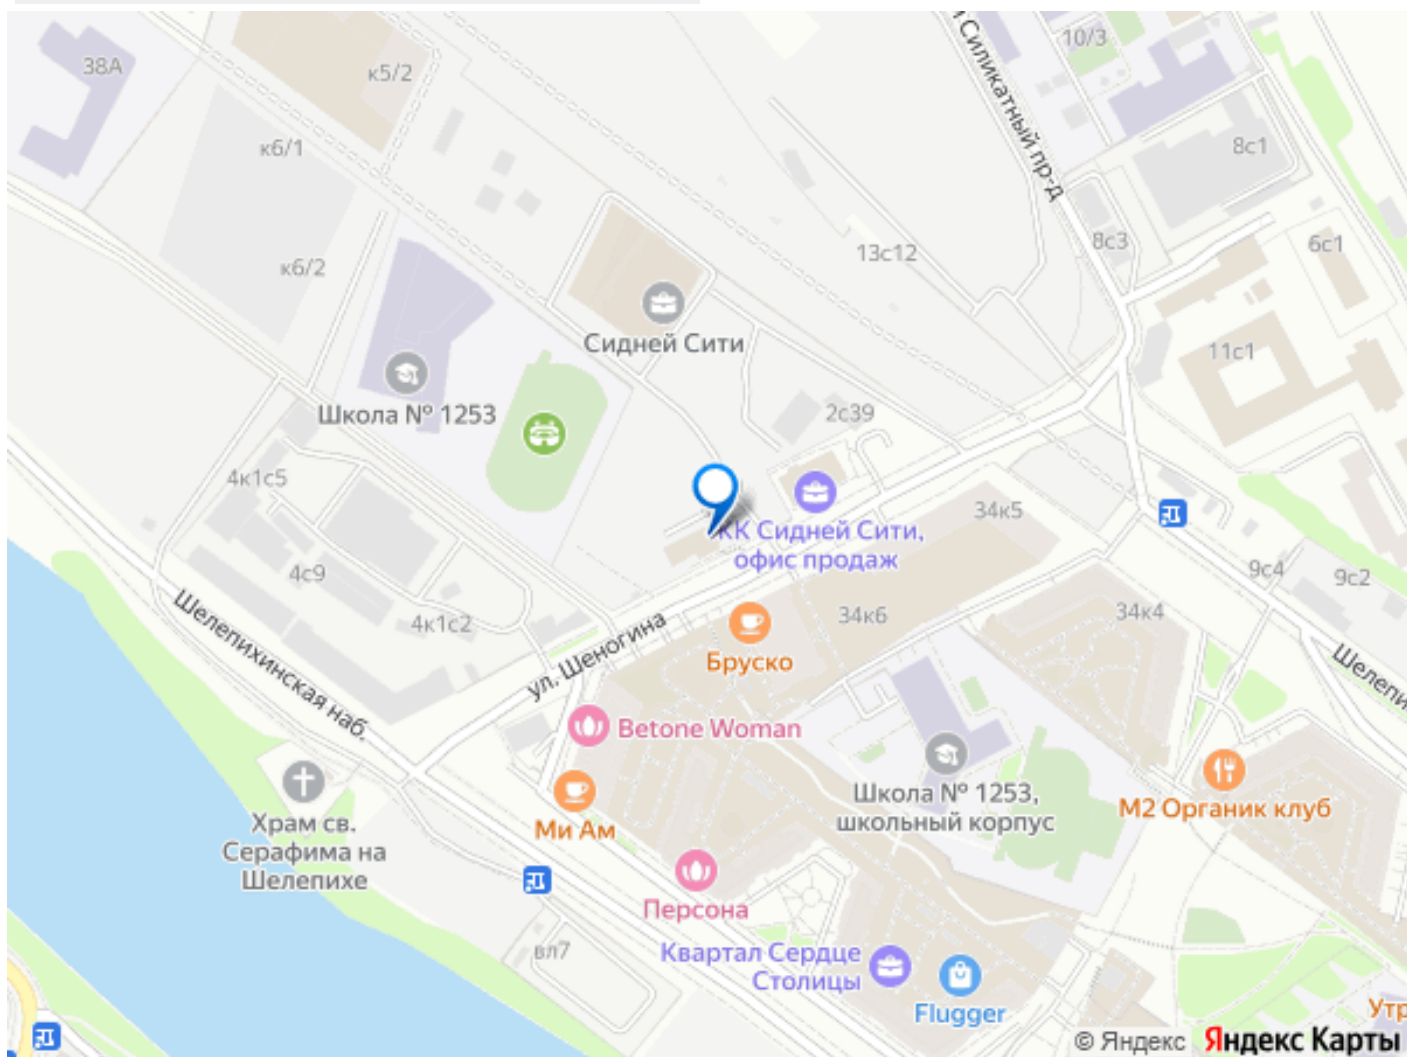 38А
к5/2
10/3
й Силикатный пр-д
к6/1
8с1
8с3
6с1
к6/2
13с12
Сидней Сити
11с1
Школа № 1253
2с39
4к1с5
34к5
КК Сидней Сити,
офис продаж
4с9
9с4
9с2
4к1с2
34к6
34к4
Шелепихинская наб.
ул. Шеногина
Бруско
Шелепи
Betone Woman
Школа № 1253,
школьный корпус
М2 Органик клуб
Ми Ам
Храм св.
Серафима на
Шелепихе
Персона
вл7
Квартал Сердце
Столицы
Flugger
Утр
© Яндекс Яндекс Карты